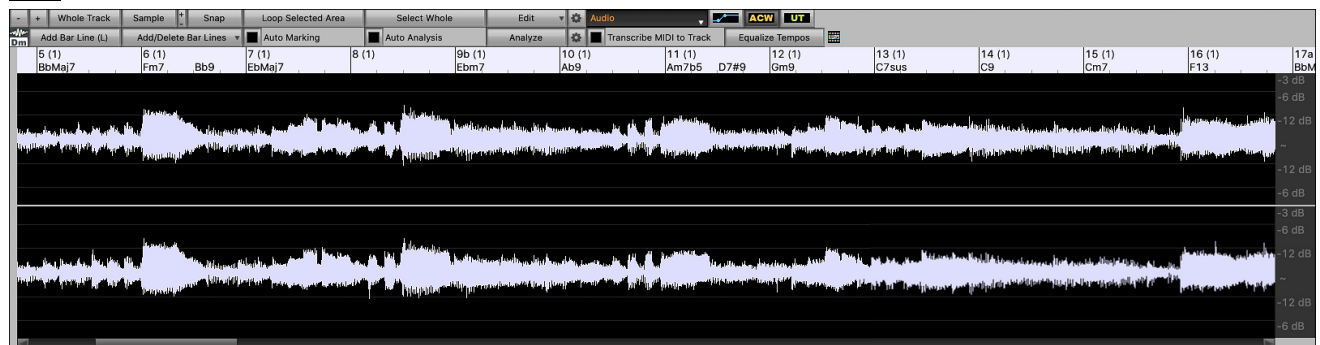 - + Whole Track Sample + - Snap Loop Selected Area Select Whole Edit Audio ACW UT
Dm Add Bar Line (L) Add/Delete Bar Lines Auto Marking Auto Analysis Analyze Transcribe MIDI to Track Equalize Tempos
5 (1) 6 (1) 7 (1) 8 (1) 9b (1) 10 (1) 11 (1) 12 (1) 13 (1) 14 (1) 15 (1) 16 (1) 17a
BbMaj7 Fm7 Bb9 EbMaj7 Ebm7 Ab9 Am7b5 D7#9 Gm9 C7sus C9 Cm7 F13 BbM
-3 dB
-6 dB
-12 dB
~
-12 dB
-6 dB
-3 dB
-6 dB
-12 dB
~
-12 dB
-6 dB